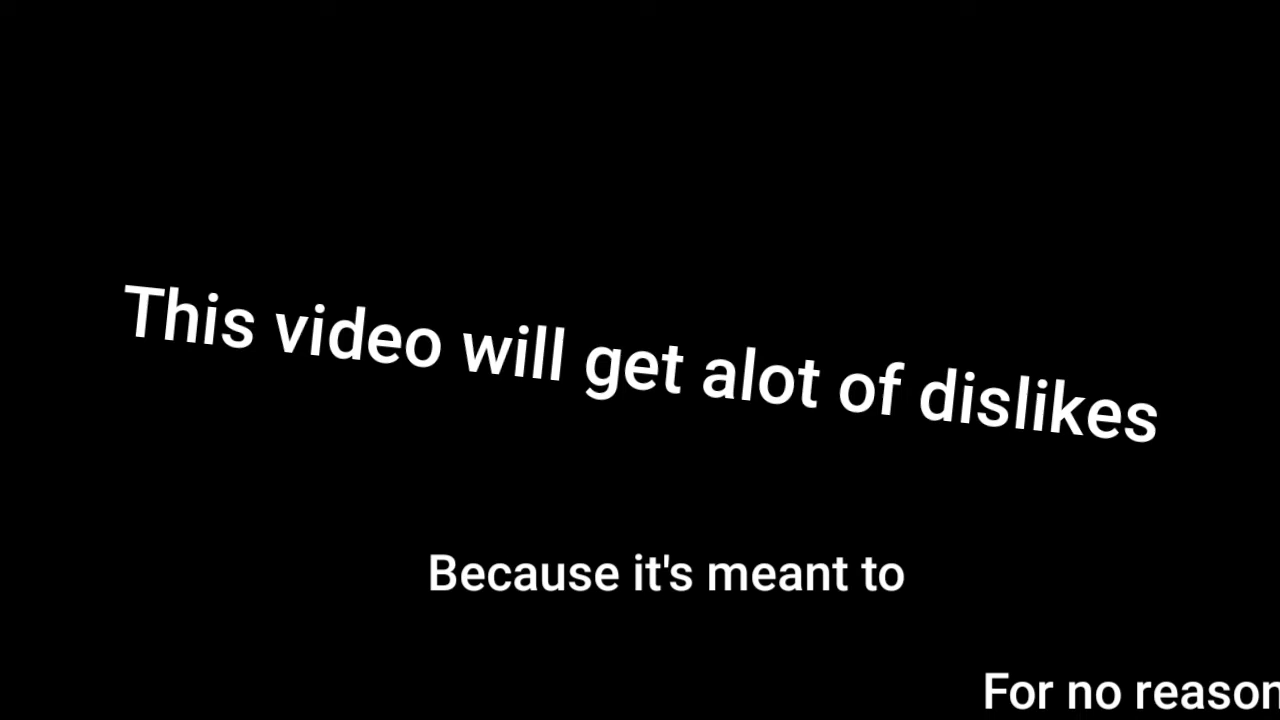 This video will get alot of dislikes
Because it's meant to
For no reason